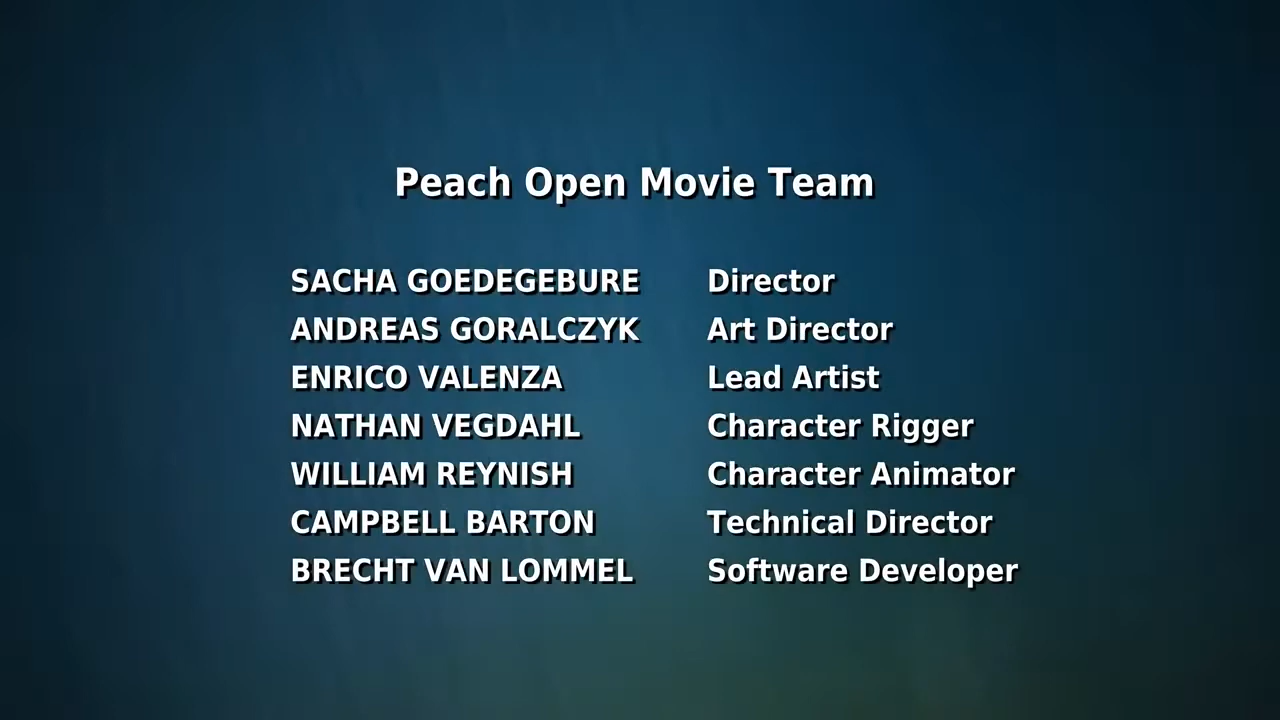 Peach Open Movie Team
SACHA GOEDEGEBURE Director
ANDREAS GORALCZYK Art Director
ENRICO VALENZA Lead Artist
NATHAN VEGDAHL Character Rigger
WILLIAM REYNISH Character Animator
CAMPBELL BARTON Technical Director
BRECHT VAN LOMMEL Software Developer